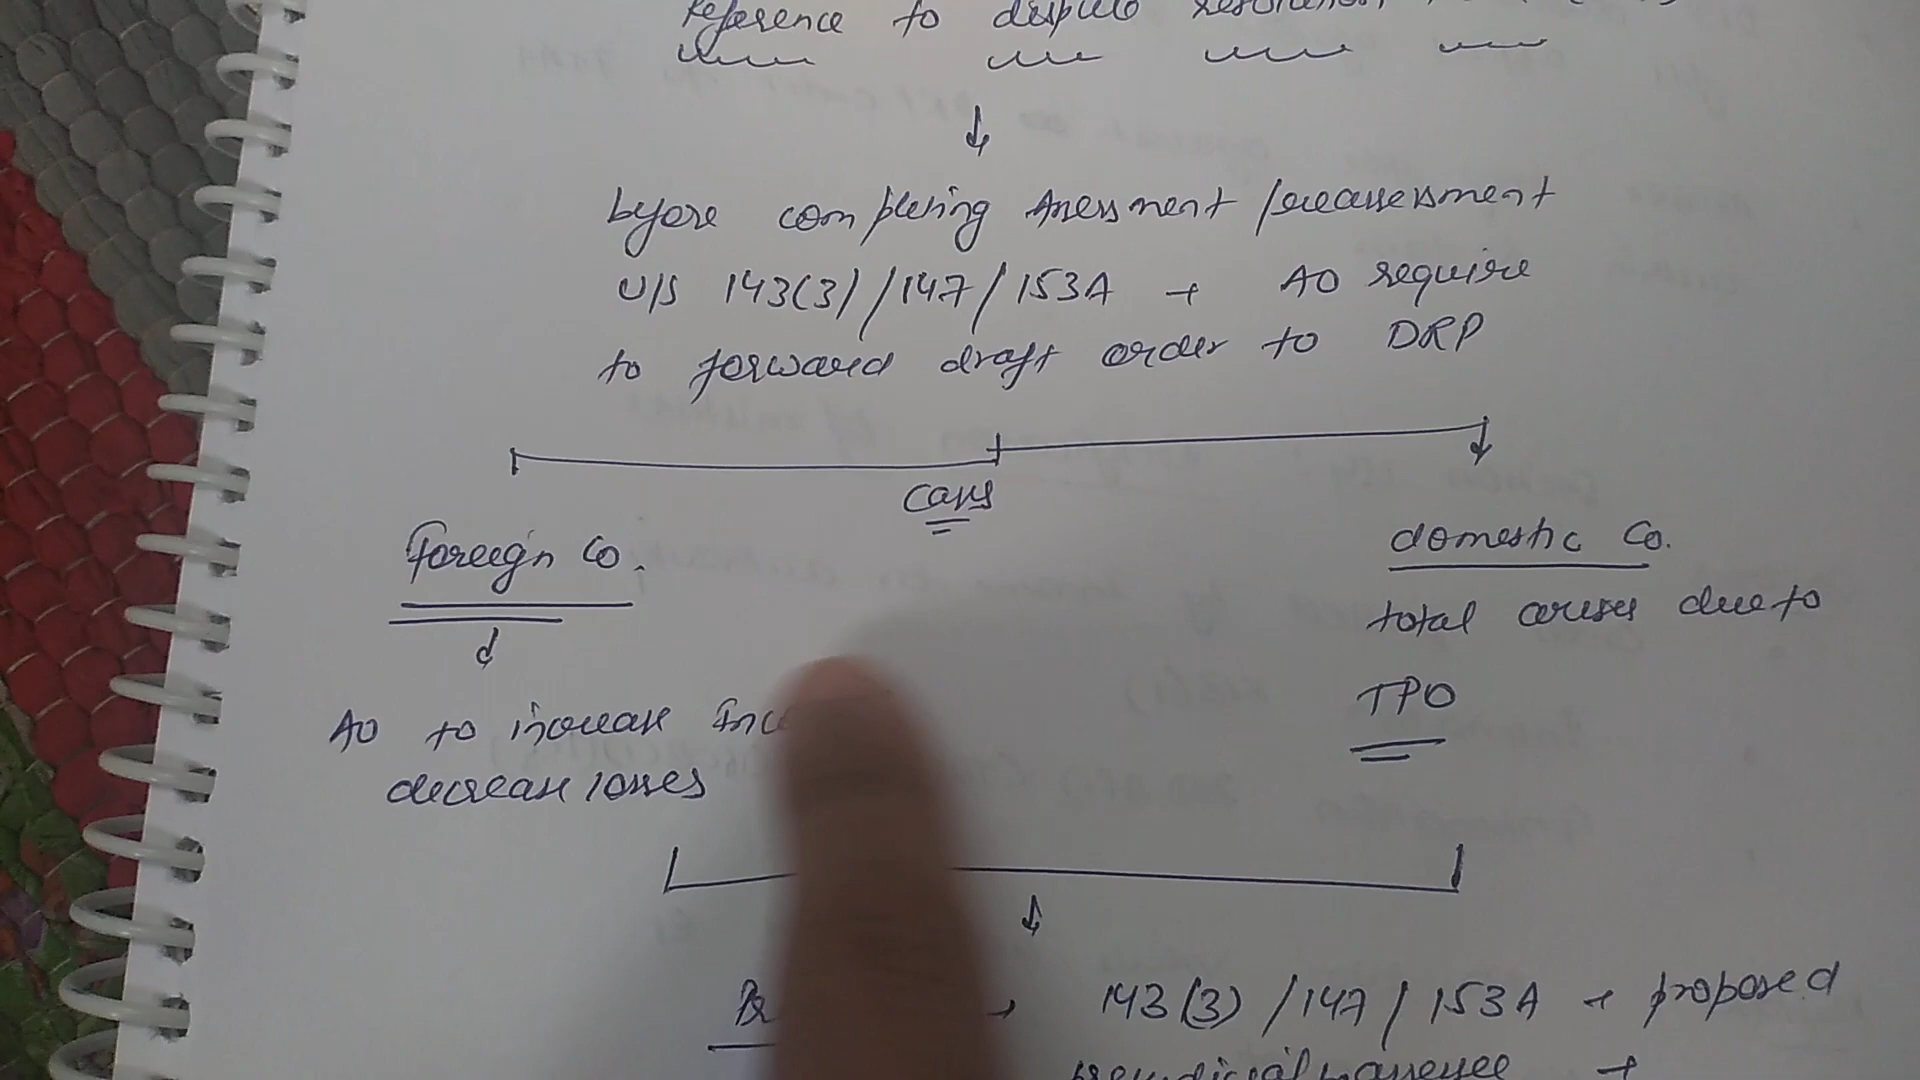 Reference to dispute
before completing Assessment / reassessment
U/S 143(3) / 147 / 153A + AO require
to forward draft order to DRP
Cases
foreign Co.
AO to increase Inc
decrease losses
domestic Co.
total arises due to
TPO
143(3) / 147 / 153A + proposed